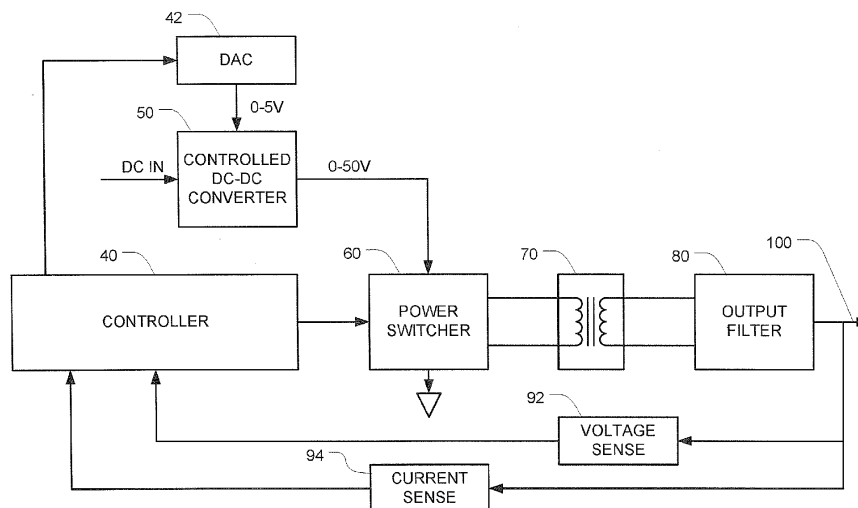 42
DAC
0-5V
50
CONTROLLED
DC-DC
CONVERTER
DC IN
0-50V
40
CONTROLLER
60
POWER
SWITCHER
70
80
OUTPUT
FILTER
100
92
VOLTAGE
SENSE
94
CURRENT
SENSE